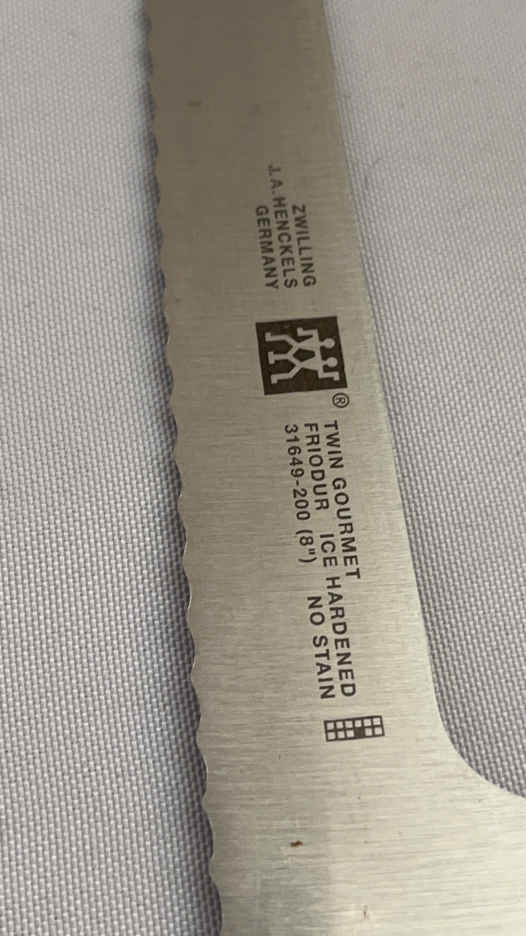 ZWILLING
J.A.HENCKELS
GERMANY
®
TWIN GOURMET
FRIODUR ICE HARDENED
31649-200 (8") NO STAIN